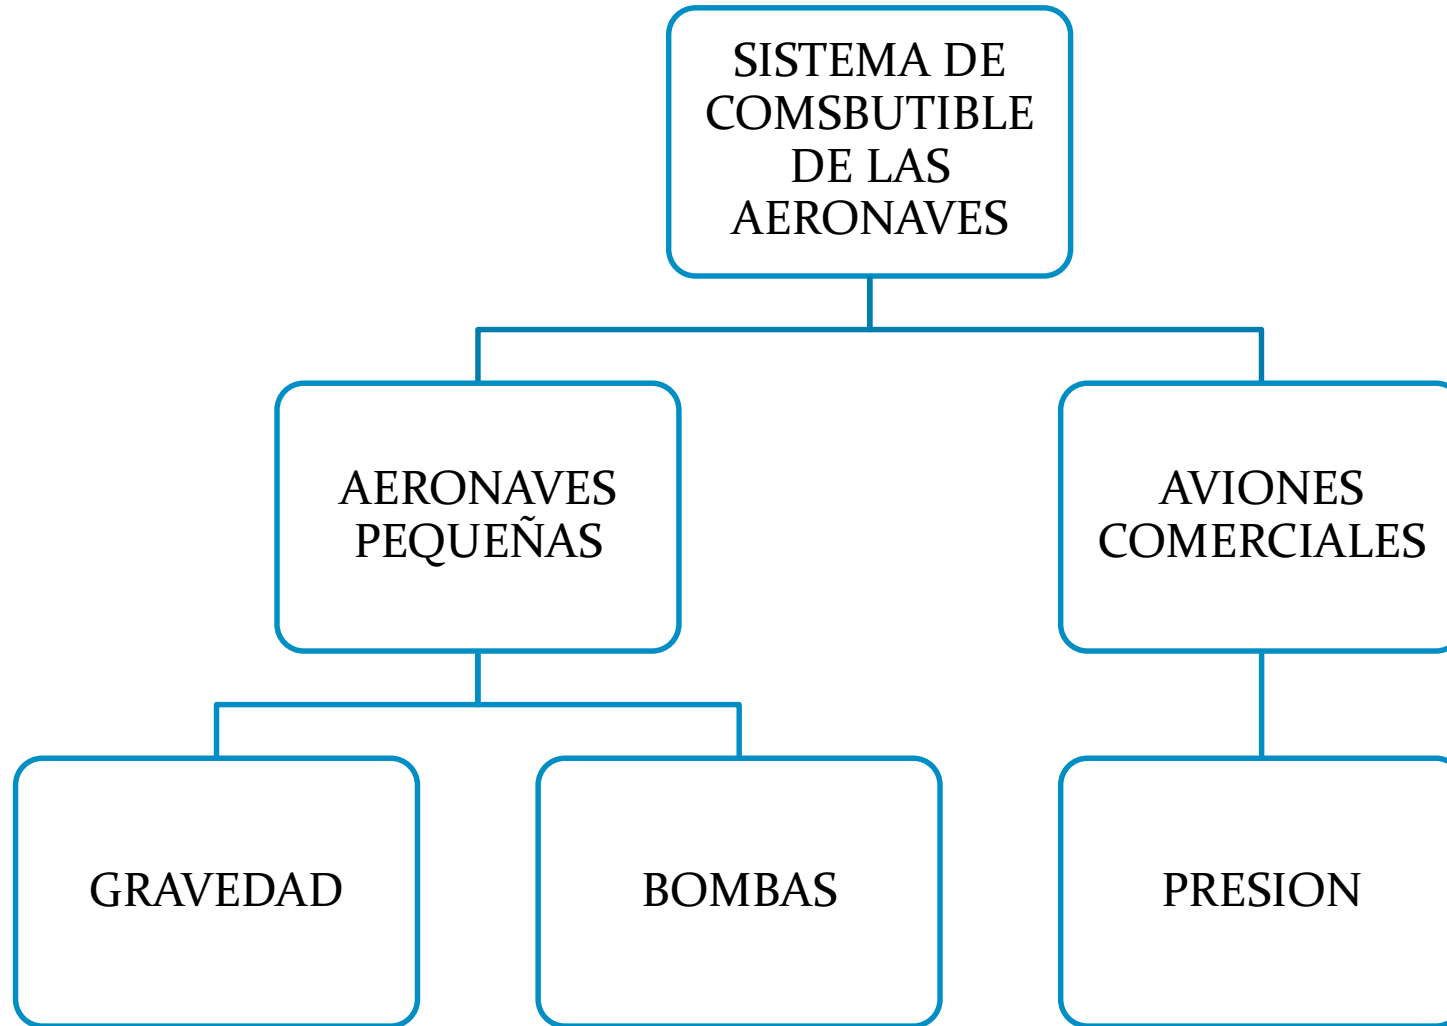 SISTEMA DE
COMSBUTIBLE
DE LAS
AERONAVES
AERONAVES
PEQUEÑAS
AVIONES
COMERCIALES
GRAVEDAD
BOMBAS
PRESION